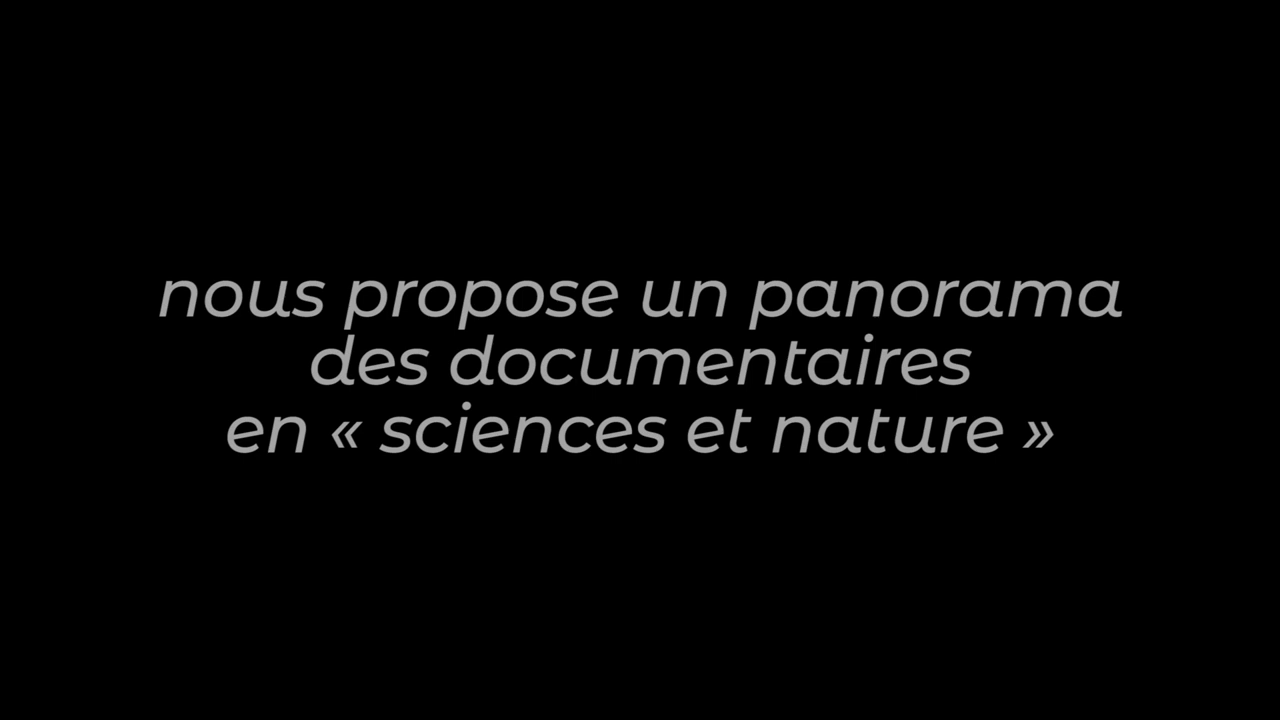 nous propose un panorama
des documentaires
en « sciences et nature »